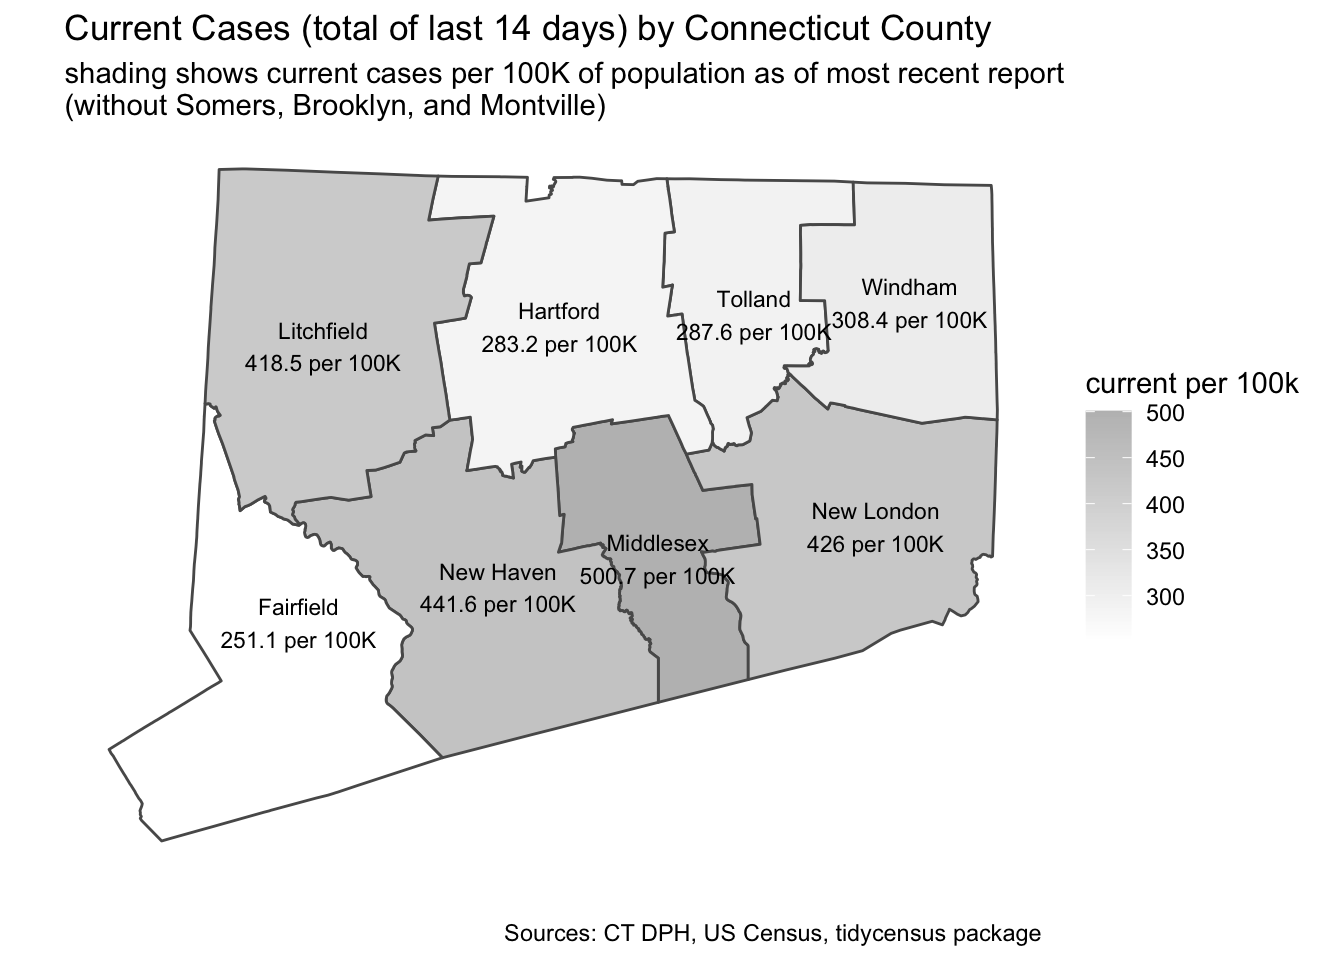 Current Cases (total of last 14 days) by Connecticut County
shading shows current cases per 100K of population as of most recent report
(without Somers, Brooklyn, and Montville)
Litchfield
418.5 per 100K
Hartford
283.2 per 100K
Tolland
287.6 per 100K
Windham
308.4 per 100K
Fairfield
251.1 per 100K
New Haven
441.6 per 100K
Middlesex
500.7 per 100K
New London
426 per 100K
current per 100k
500
450
400
350
300
Sources: CT DPH, US Census, tidycensus package